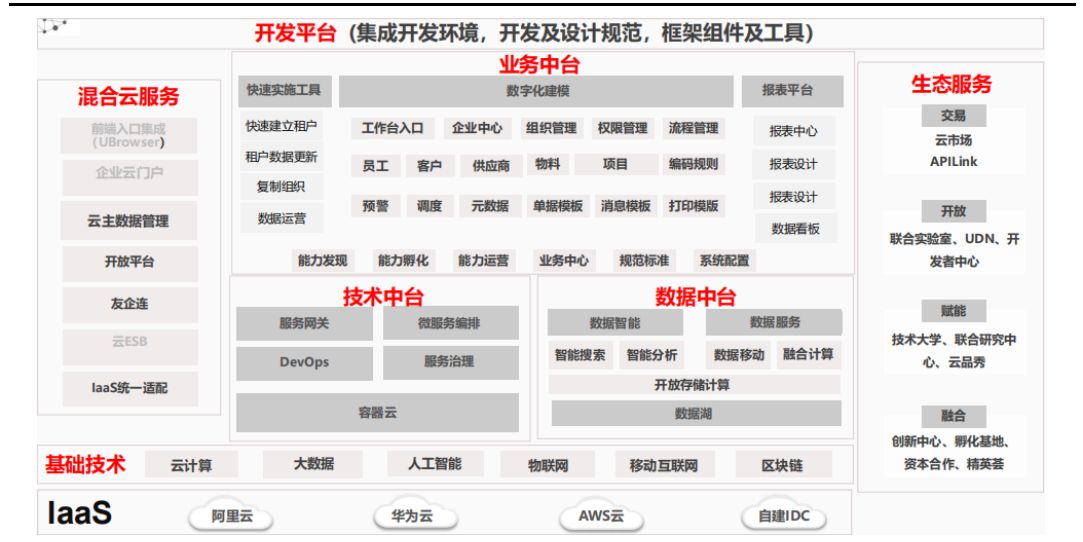 开发平台（集成开发环境，开发及设计规范，框架组件及工具）
混合云服务
前端入口集成
（UBrowser）
企业云门户
云主数据管理
开放平台
友企连
云ESB
IaaS统一适配
业务中台
快速实施工具
数字化建模
报表平台
快速建立租户
租户数据更新
复制组织
数据运营
工作台入口 企业中心 组织管理 权限管理 流程管理
员工 客户 供应商 物料 项目 编码规则
预警 调度 元数据 单据模板 消息模板 打印模版
报表中心
报表设计
报表设计
数据看板
能力发现 能力孵化 能力运营 业务中心 规范标准 系统配置
技术中台
服务网关 微服务编排
DevOps 服务治理
容器云
数据中台
数据智能 数据服务
智能搜索 智能分析 数据移动 融合计算
开放存储计算
数据湖
生态服务
交易
云市场
APILink
开放
联合实验室、UDN、开
发者中心
赋能
技术大学、联合研究中
心、云品秀
融合
创新中心、孵化基地、
资本合作、精英荟
基础技术 云计算 大数据 人工智能 物联网 移动互联网 区块链
IaaS 阿里云 华为云 AWS云 自建IDC